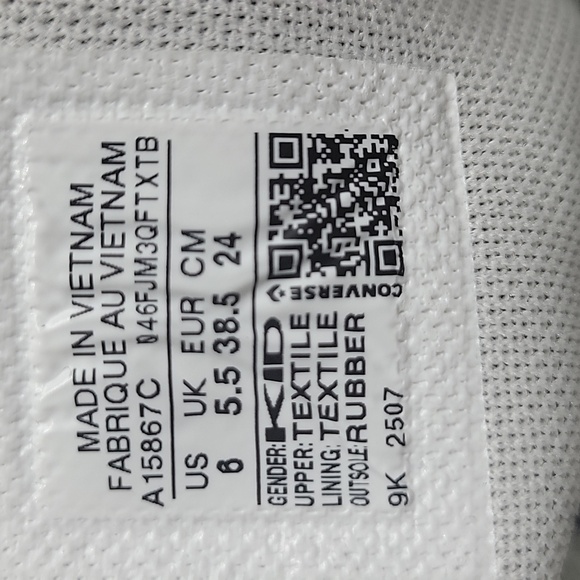 MADE IN VIETNAM
FABRIQUE AU VIETNAM
A15867C 046FJM3QFTXTB
US UK EUR CM
6 5.5 38.5 24
GENDER: KID
UPPER: TEXTILE
LINING: TEXTILE
OUTSOLE: RUBBER
9K 2507
CONVERSE